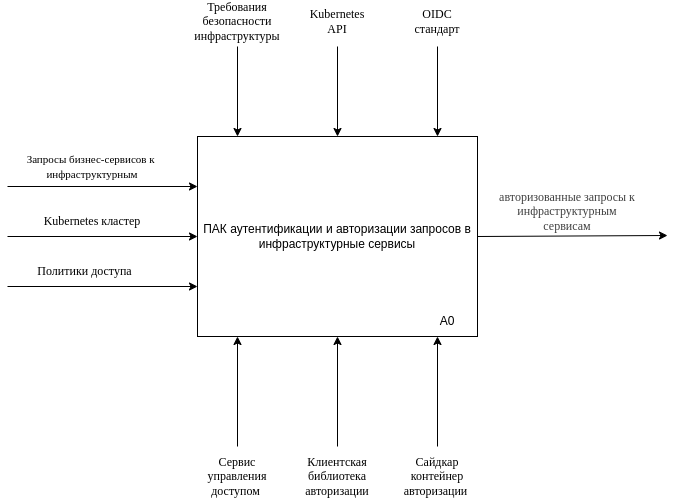 Требования
безопасности
инфраструктуры
Kubernetes
API
OIDC
стандарт
Запросы бизнес-сервисов к
инфраструктурным
Kubernetes кластер
Политики доступа
ПАК аутентификации и авторизации запросов в
инфраструктурные сервисы
A0
авторизованные запросы к
инфраструктурным
сервисам
Сервис
управления
доступом
Клиентская
библиотека
авторизации
Сайдкар
контейнер
авторизации